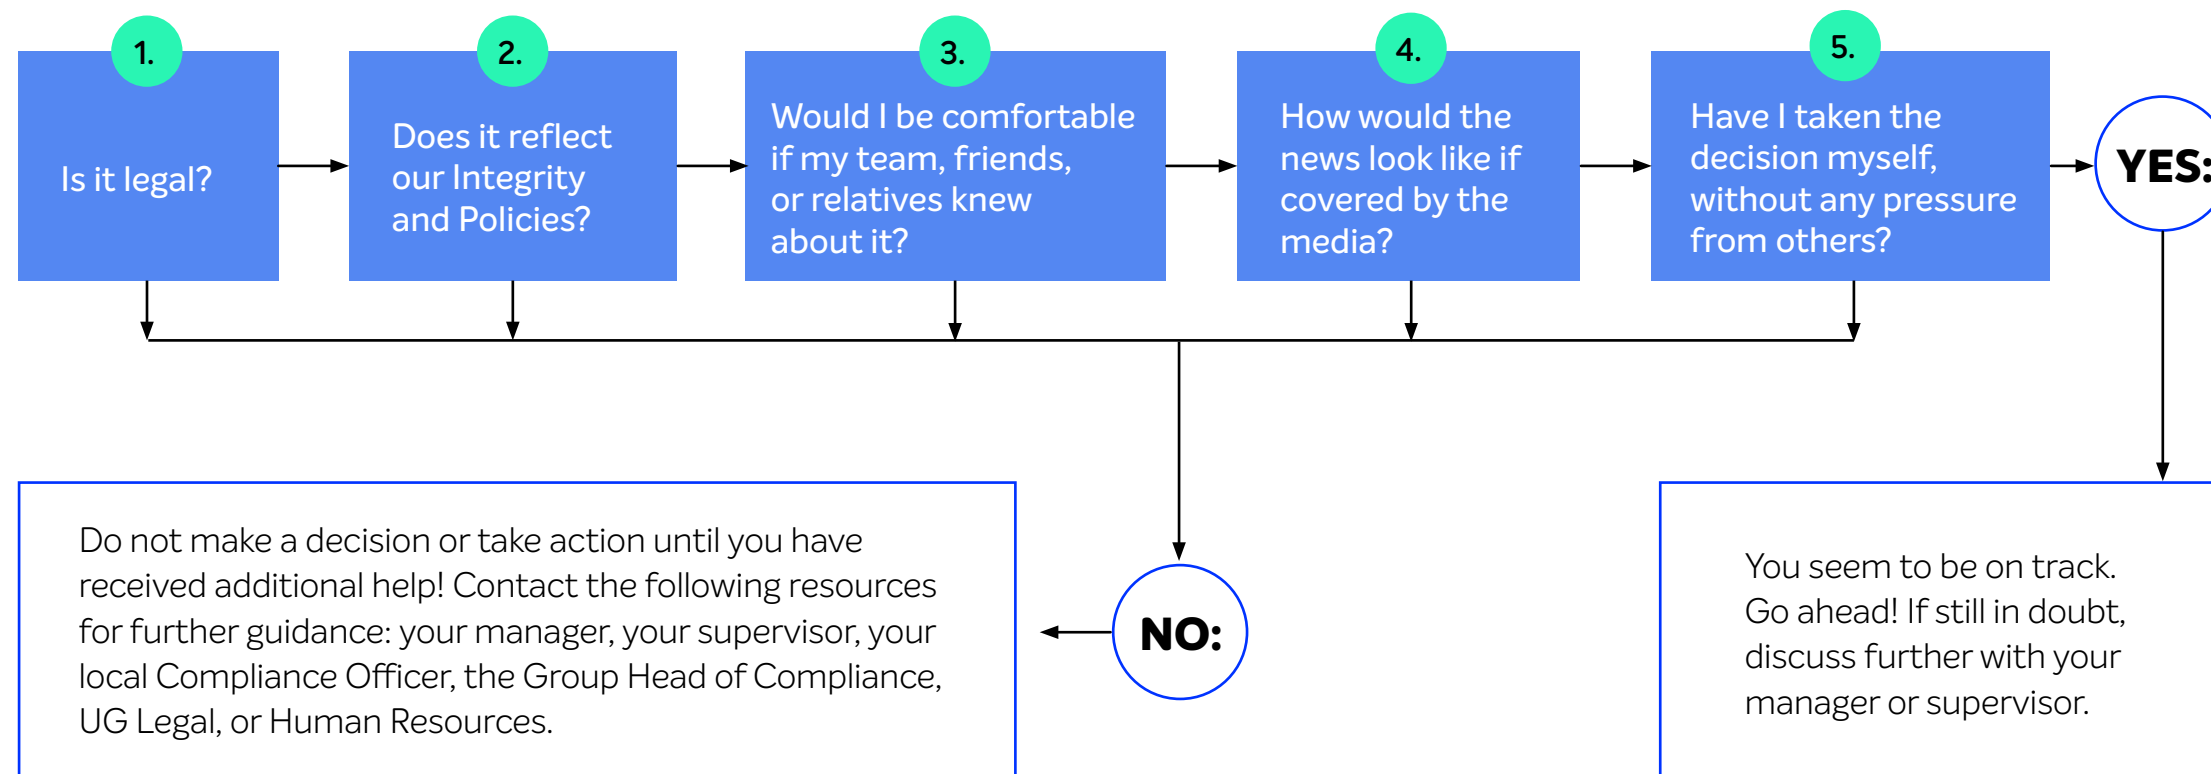 1.
Is it legal?
2.
Does it reflect
our Integrity
and Policies?
3.
Would I be comfortable
if my team, friends,
or relatives knew
about it?
4.
How would the
news look like if
covered by the
media?
5.
Have I taken the
decision myself,
without any pressure
from others?
YES:
Do not make a decision or take action until you have
received additional help! Contact the following resources
for further guidance: your manager, your supervisor, your
local Compliance Officer, the Group Head of Compliance,
UG Legal, or Human Resources.
NO:
You seem to be on track.
Go ahead! If still in doubt,
discuss further with your
manager or supervisor.